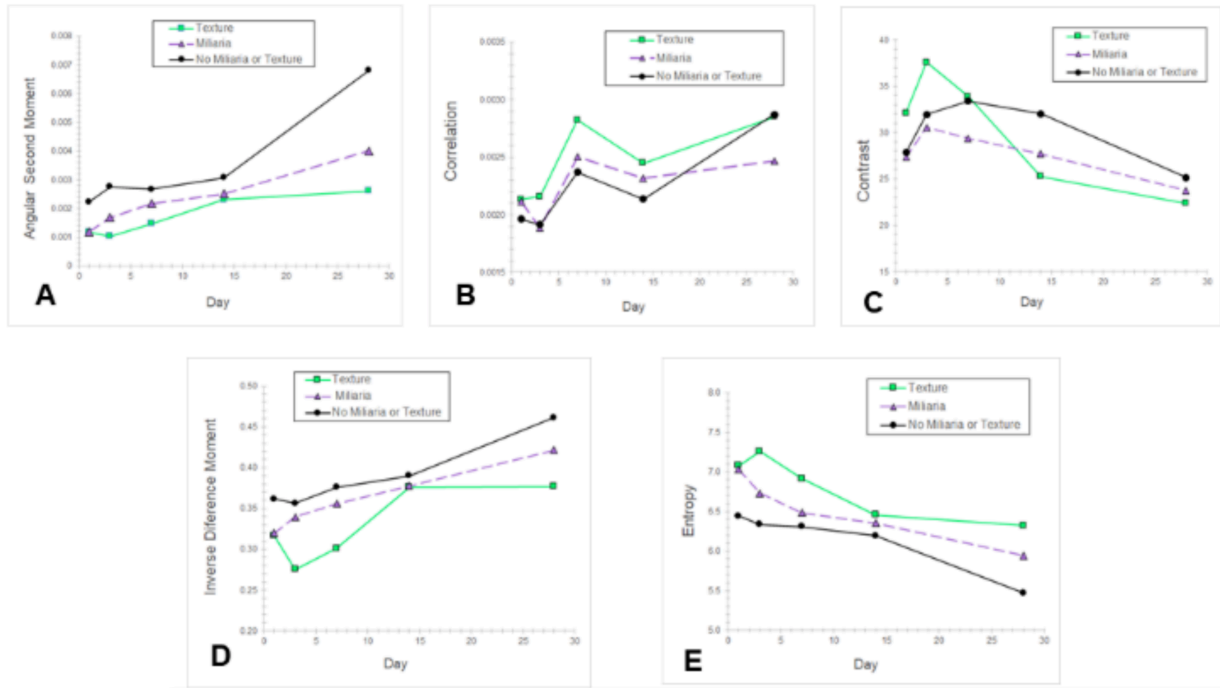 Texture
Miliaria
No Miliaria or Texture
0.008
0.007
0.006
0.005
0.004
0.003
0.002
0.001
0
Angular Second Moment
0 5 10 15 20 25 30
Day
A
Texture
Miliaria
No Miliaria or Texture
0.0035
0.0030
0.0025
0.0020
0.0015
Correlation
0 5 10 15 20 25 30
Day
B
Texture
Miliaria
No Miliaria or Texture
40
35
30
25
20
15
Contrast
0 5 10 15 20 25 30
Day
C
Texture
Miliaria
No Miliaria or Texture
0.50
0.45
0.40
0.35
0.30
0.25
0.20
Inverse Diference Moment
0 5 10 15 20 25 30
Day
D
Texture
Miliaria
No Miliaria or Texture
8.0
7.5
7.0
6.5
6.0
5.5
5.0
Entropy
0 5 10 15 20 25 30
Day
E